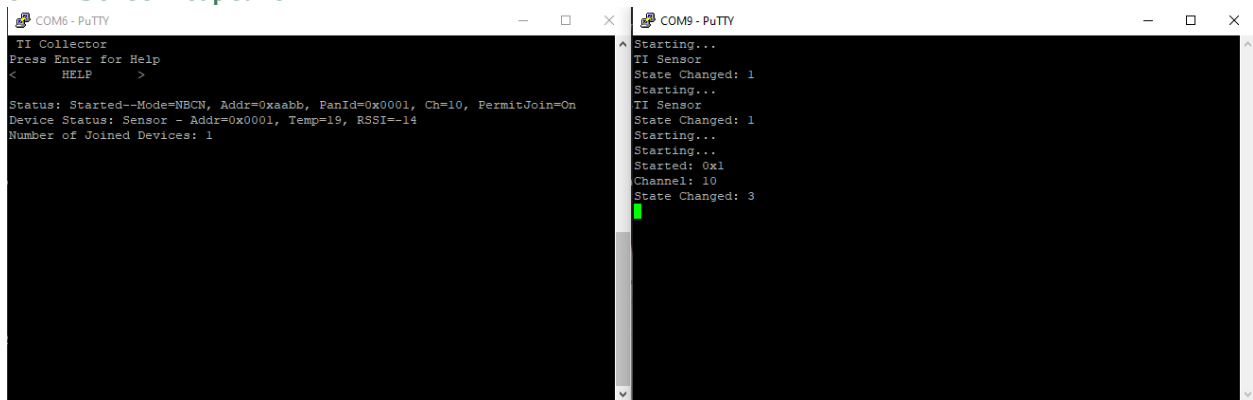 COM6 - PuTTY
TI Collector
Press Enter for Help
< HELP >
Status: Started--Mode=NBCN, Addr=0xaabb, PanId=0x0001, Ch=10, PermitJoin=On
Device Status: Sensor - Addr=0x0001, Temp=19, RSSI=-14
Number of Joined Devices: 1
COM9 - PuTTY
Starting...
TI Sensor
State Changed: 1
Starting...
TI Sensor
State Changed: 1
Starting...
Starting...
Started: 0x1
Channel: 10
State Changed: 3